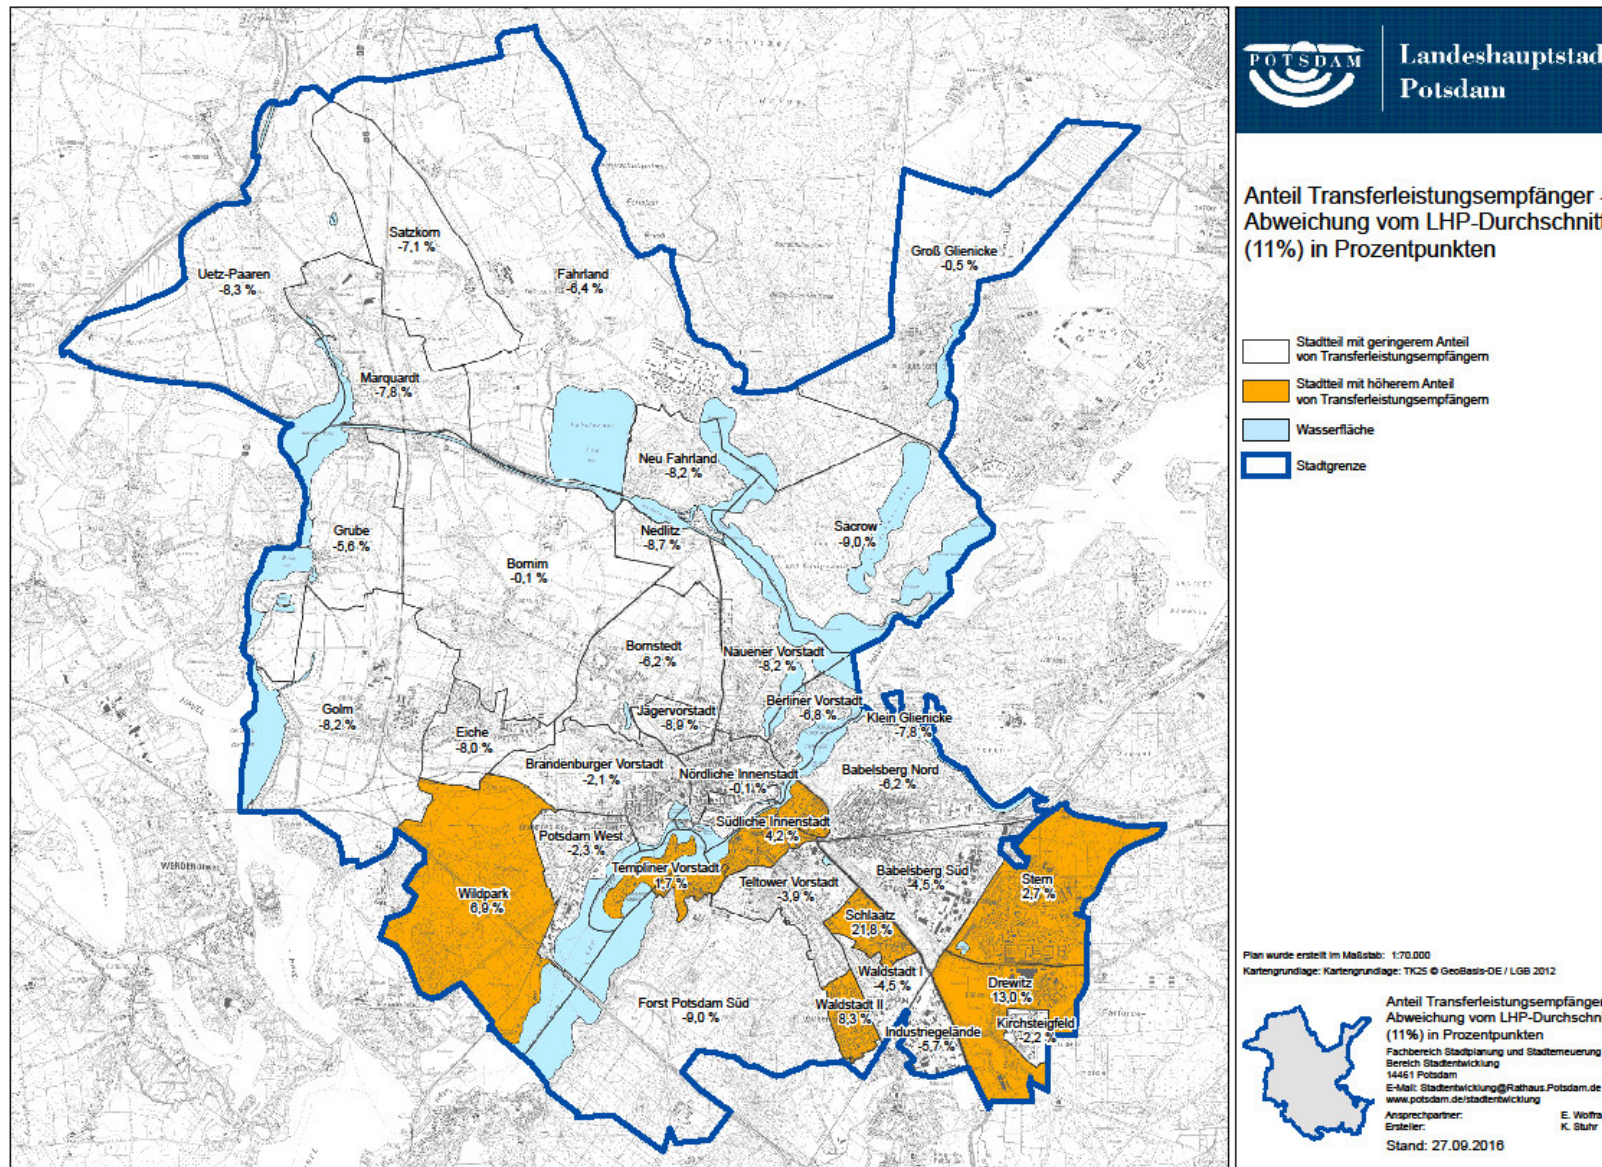 POTSDAM
Landeshauptstad
Potsdam
Anteil Transferleistungsempfänger -
Abweichung vom LHP-Durchschnitt
(11%) in Prozentpunkten
Stadtteil mit geringerem Anteil
von Transferleistungsempfängern
Stadtteil mit höherem Anteil
von Transferleistungsempfängern
Wasserfläche
Stadtgrenze
Satzkorn
-7,1 %
Uetz-Paaren
-8,3 %
Fahrland
-6,4 %
Groß Glienicke
-0,5 %
Marquardt
-7,8 %
Neu Fahrland
-8,2 %
Grube
-5,6 %
Nedlitz
-8,7 %
Sacrow
-9,0 %
Bornim
-0,1 %
Bornstedt
-6,2 %
Nauener Vorstadt
-8,2 %
Golm
-8,2 %
Eiche
-8,0 %
Jägervorstadt
-8,9 %
Berliner Vorstadt
-6,8 %
Klein Glienicke
-7,8 %
Brandenburger Vorstadt
-2,1 %
Nördliche Innenstadt
-0,1 %
Babelsberg Nord
-6,2 %
Südliche Innenstadt
4,2 %
Potsdam West
-2,3 %
Templiner Vorstadt
1,7 %
Teltower Vorstadt
-3,9 %
Babelsberg Süd
-4,5 %
Stern
2,7 %
Wildpark
6,9 %
Schlaatz
21,8 %
Waldstadt I
-4,5 %
Drewitz
13,0 %
Forst Potsdam Süd
-9,0 %
Waldstadt II
8,3 %
Industriegelände
-5,7 %
Kirchsteigfeld
-2,2 %
WERDER
Plan wurde erstellt im Maßstab: 1:70.000
Kartengrundlage: Kartengrundlage: TK25 © GeoBasis-DE / LGB 2012
Anteil Transferleistungsempfänger
Abweichung vom LHP-Durchschni
(11%) in Prozentpunkten
Fachbereich Stadtplanung und Stadterneuerung
Bereich Stadtentwicklung
14461 Potsdam
E-Mail: Stadtentwicklung@Rathaus.Potsdam.de
www.potsdam.de/stadtentwicklung
Ansprechpartner: E. Wolfra
Ersteller: K. Stuhr
Stand: 27.09.2016